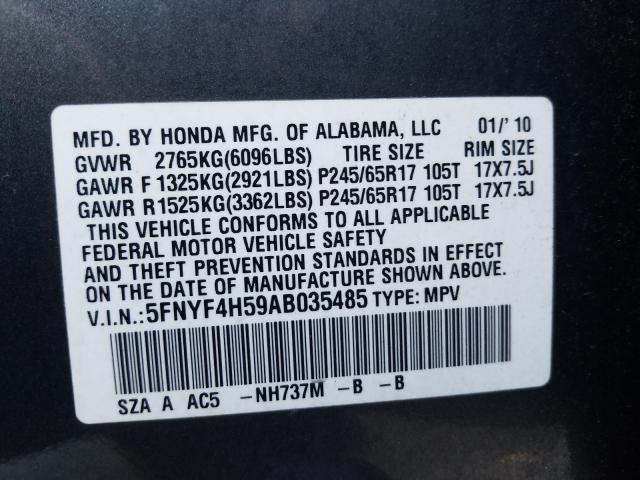 MFD. BY HONDA MFG. OF ALABAMA, LLC 01/' 10
GVWR 2765KG(6096LBS) TIRE SIZE RIM SIZE
GAWR F 1325KG(2921LBS) P245/65R17 105T 17X7.5J
GAWR R1525KG(3362LBS) P245/65R17 105T 17X7.5J
THIS VEHICLE CONFORMS TO ALL APPLICABLE
FEDERAL MOTOR VEHICLE SAFETY
AND THEFT PREVENTION STANDARDS IN EFFECT
ON THE DATE OF MANUFACTURE SHOWN ABOVE.
V.I.N.:5FNYF4H59AB035485 TYPE: MPV
SZA A AC5 -NH737M -B -B